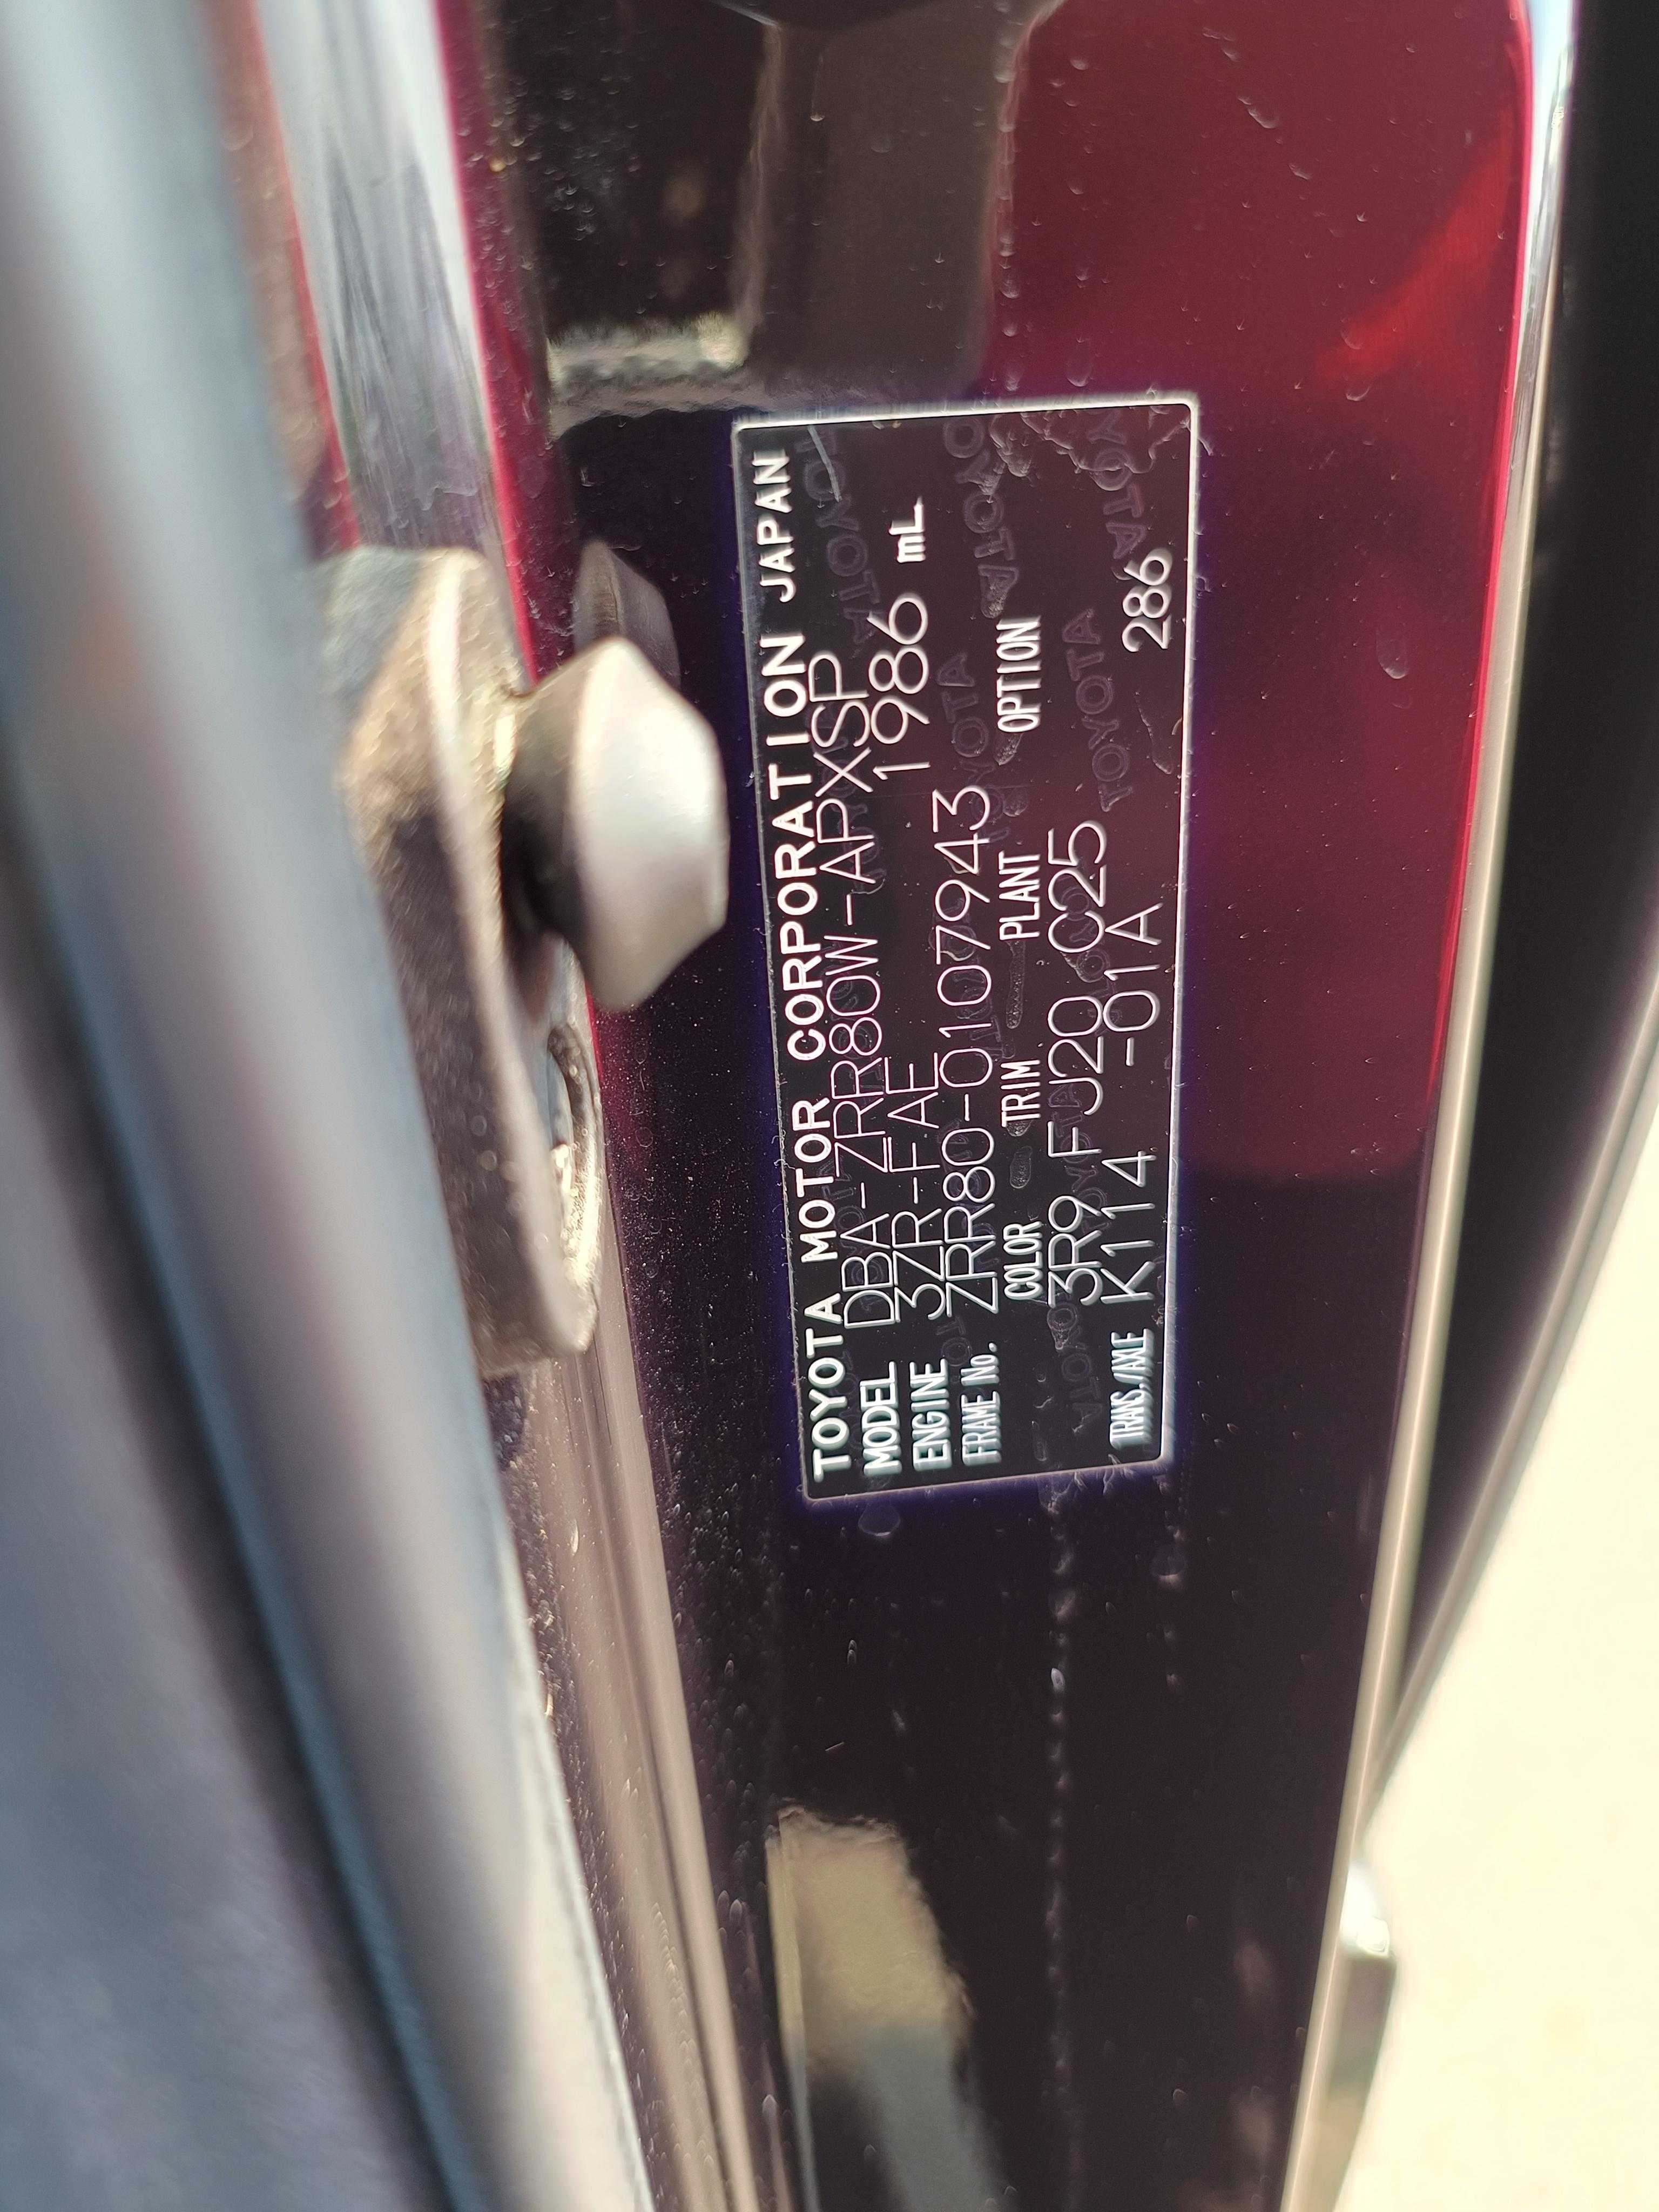 TOYOTA MOTOR CORPORATION JAPAN
MODEL DBA-ZRR80W-APXSP
ENGINE 3ZR-FAE 1986 mL
FRAME No. ZRR80-0107943
COLOR TRIM PLANT OPTION
3R9 FJ20 C25
TRANS./AXLE K114 -01A 286